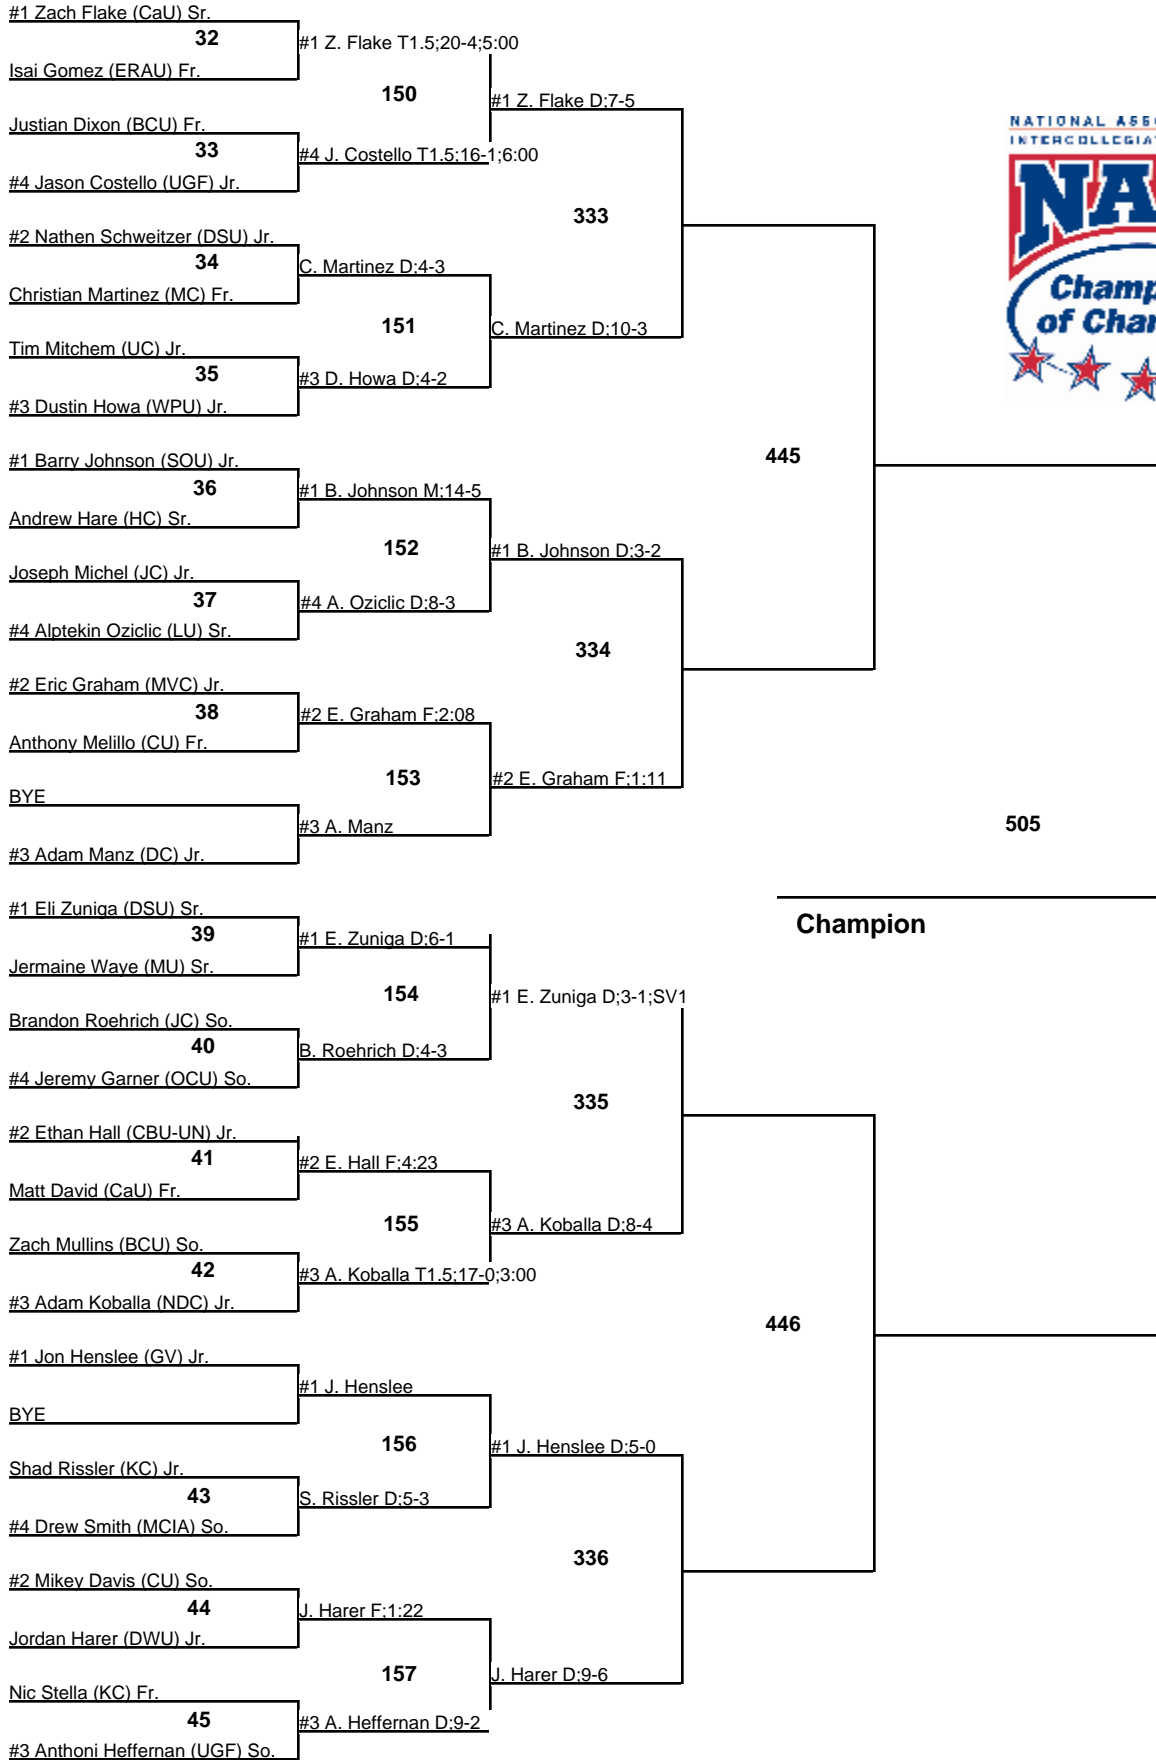 #1 Zach Flake (CaU) Sr.
32
#1 Z. Flake T1.5;20-4;5:00
Isai Gomez (ERAU) Fr.
150
#1 Z. Flake D;7-5
Justian Dixon (BCU) Fr.
33
#4 J. Costello T1.5;16-1;6:00
#4 Jason Costello (UGF) Jr.
333
#2 Nathen Schweitzer (DSU) Jr.
34
C. Martinez D;4-3
Christian Martinez (MC) Fr.
151
C. Martinez D;10-3
Tim Mitchem (UC) Jr.
35
#3 D. Howa D;4-2
#3 Dustin Howa (WPU) Jr.
445
#1 Barry Johnson (SOU) Jr.
36
#1 B. Johnson M;14-5
Andrew Hare (HC) Sr.
152
#1 B. Johnson D;3-2
Joseph Michel (JC) Jr.
37
#4 A. Oziclic D;8-3
#4 Alptekin Oziclic (LU) Sr.
334
#2 Eric Graham (MVC) Jr.
38
#2 E. Graham F;2:08
Anthony Melillo (CU) Fr.
153
#2 E. Graham F;1:11
BYE
#3 A. Manz
#3 Adam Manz (DC) Jr.
505
Champion
#1 Eli Zuniga (DSU) Sr.
39
#1 E. Zuniga D;6-1
Jermaine Waye (MU) Sr.
154
#1 E. Zuniga D;3-1;SV1
Brandon Roehrich (JC) So.
40
B. Roehrich D;4-3
#4 Jeremy Garner (OCU) So.
335
#2 Ethan Hall (CBU-UN) Jr.
41
#2 E. Hall F;4:23
Matt David (CaU) Fr.
155
#3 A. Koballa D;8-4
Zach Mullins (BCU) So.
42
#3 A. Koballa T1.5;17-0;3:00
#3 Adam Koballa (NDC) Jr.
446
#1 Jon Henslee (GV) Jr.
#1 J. Henslee
BYE
156
#1 J. Henslee D;5-0
Shad Rissler (KC) Jr.
43
S. Rissler D;5-3
#4 Drew Smith (MCIA) So.
336
#2 Mikey Davis (CU) So.
44
J. Harer F;1:22
Jordan Harer (DWU) Jr.
157
J. Harer D;9-6
Nic Stella (KC) Fr.
45
#3 A. Heffernan D;9-2
#3 Anthoni Heffernan (UGF) So.
NATIONAL ASS
INTERCOLLEGIAT
NA
Champ
of Char